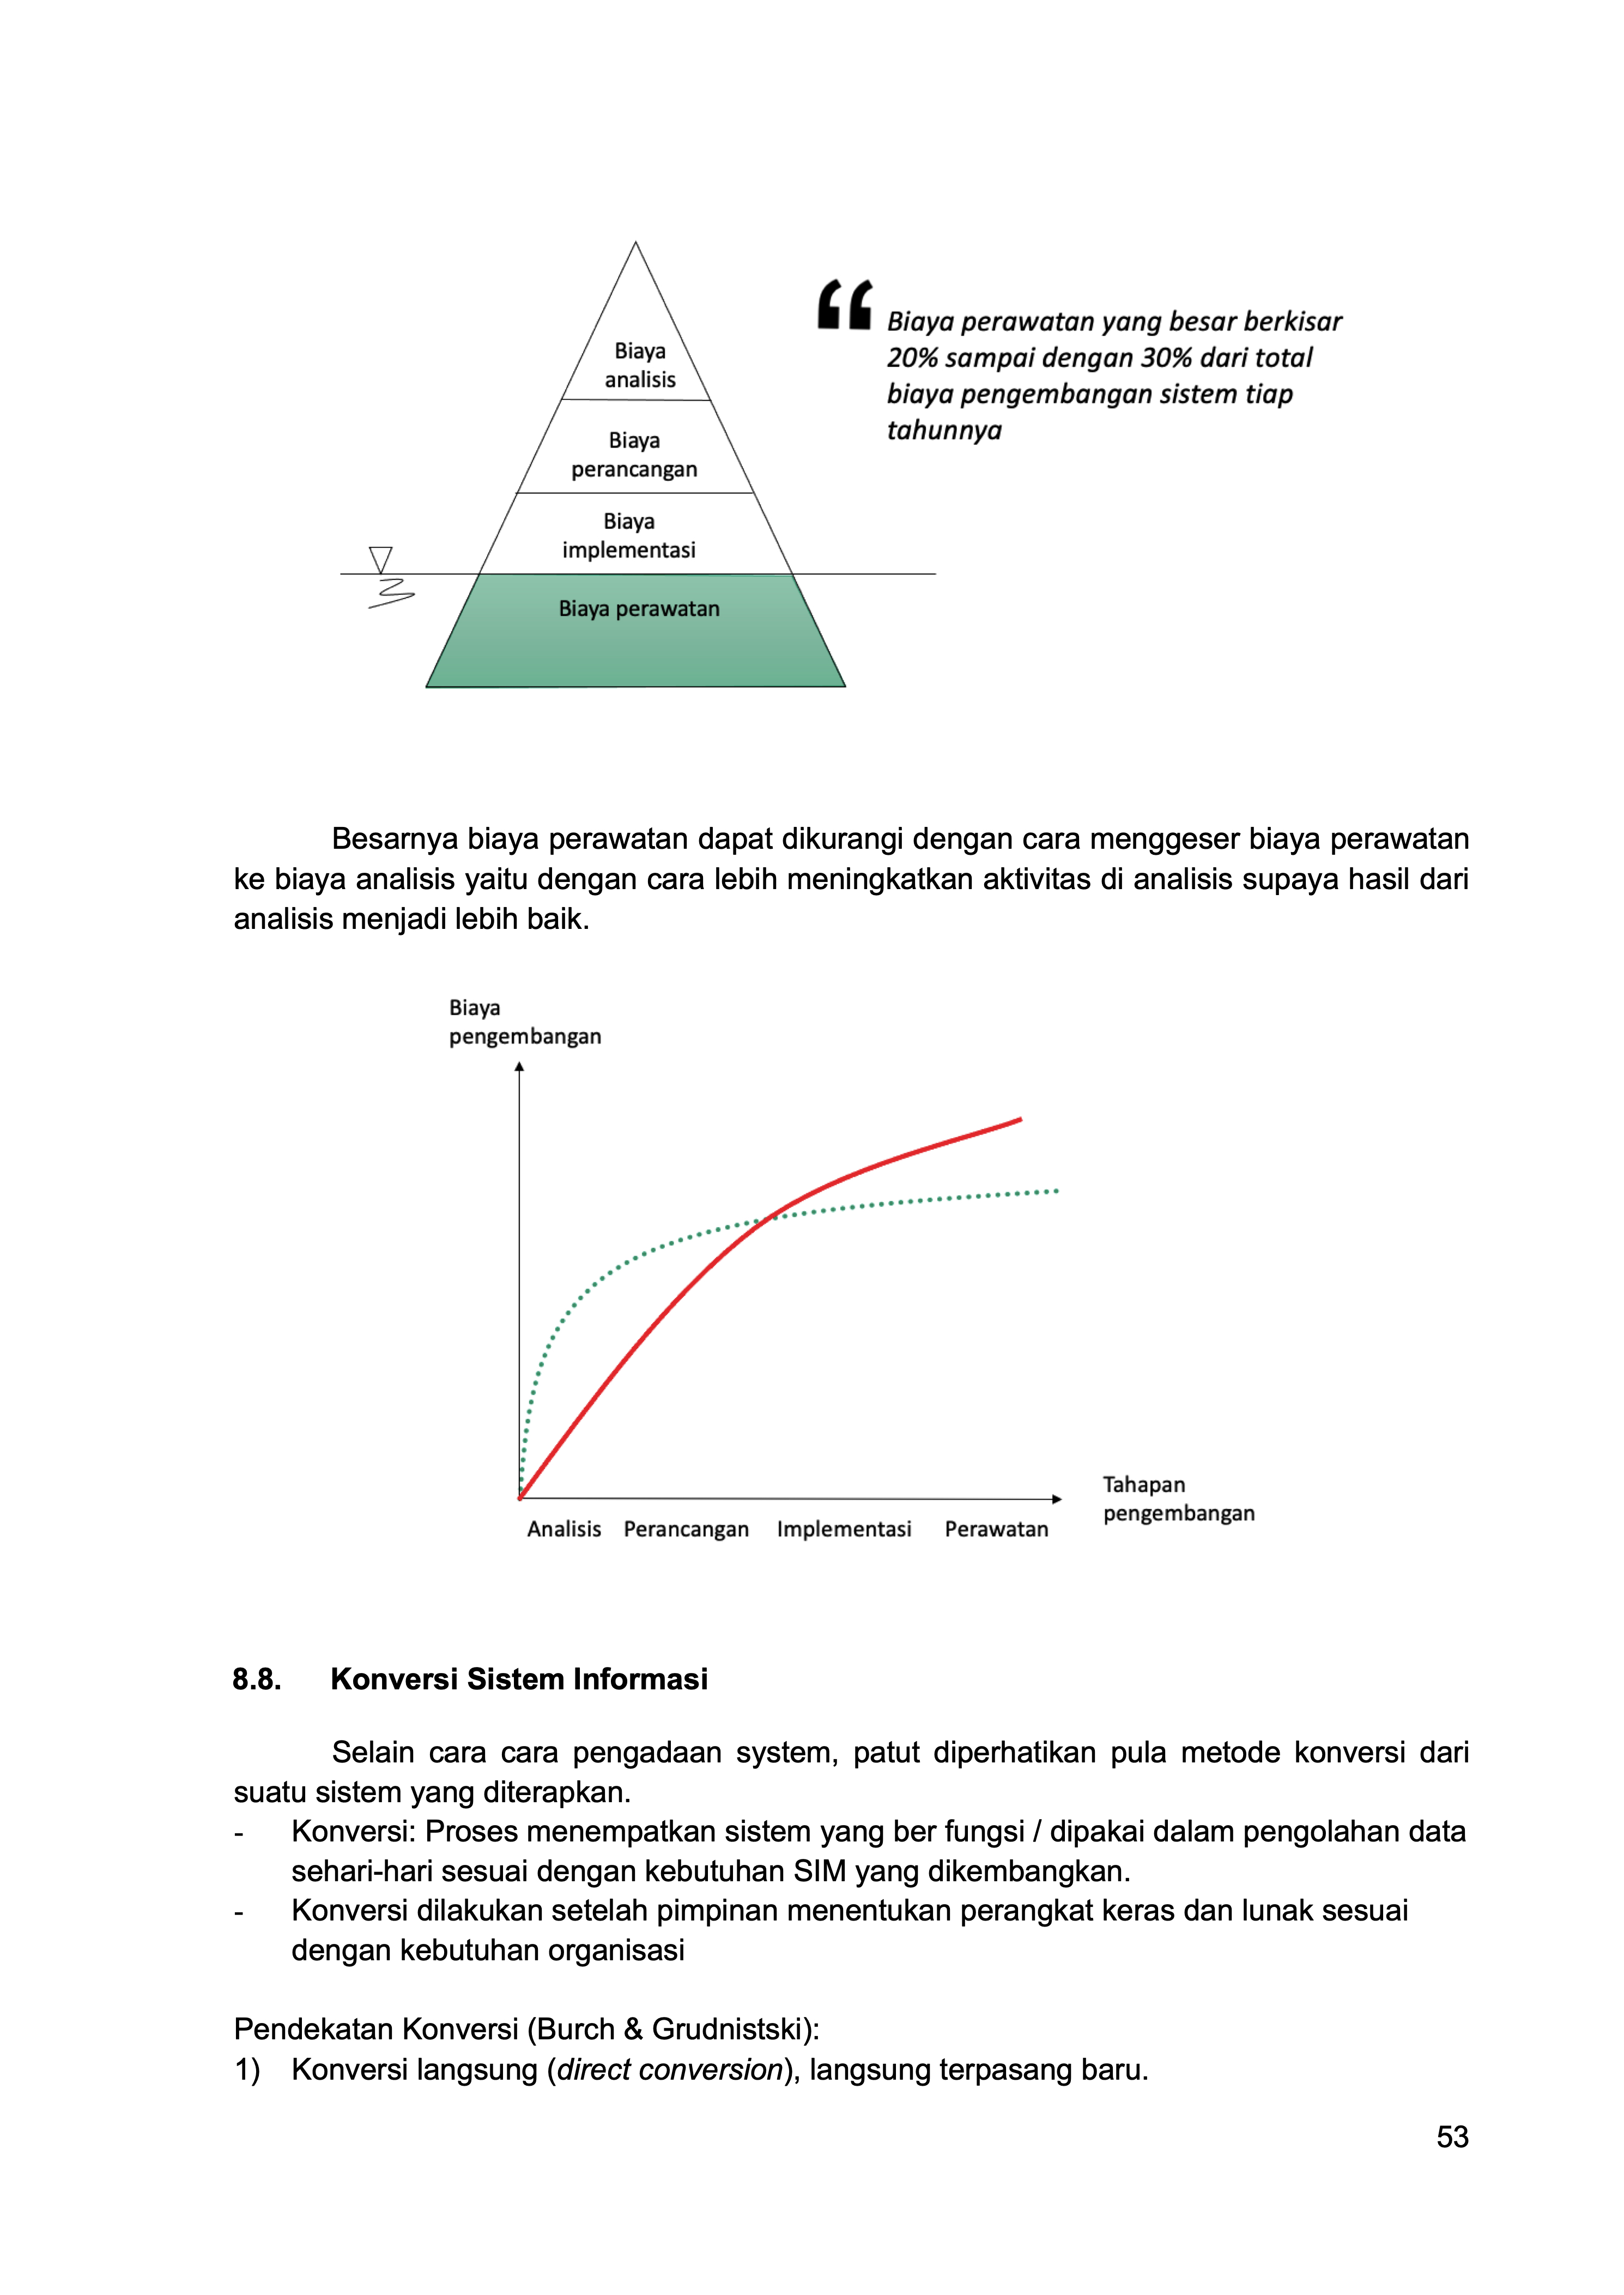 Biaya
analisis
Biaya
perancangan
Biaya
implementasi
Biaya perawatan
“ Biaya perawatan yang besar berkisar
20% sampai dengan 30% dari total
biaya pengembangan sistem tiap
tahunnya
Besarnya biaya perawatan dapat dikurangi dengan cara menggeser biaya perawatan
ke biaya analisis yaitu dengan cara lebih meningkatkan aktivitas di analisis supaya hasil dari
analisis menjadi lebih baik.
Biaya
pengembangan
Tahapan
pengembangan
Analisis Perancangan Implementasi Perawatan
8.8. Konversi Sistem Informasi
Selain cara cara pengadaan system, patut diperhatikan pula metode konversi dari
suatu sistem yang diterapkan.
- Konversi: Proses menempatkan sistem yang ber fungsi / dipakai dalam pengolahan data
sehari-hari sesuai dengan kebutuhan SIM yang dikembangkan.
- Konversi dilakukan setelah pimpinan menentukan perangkat keras dan lunak sesuai
dengan kebutuhan organisasi
Pendekatan Konversi (Burch & Grudnistski):
1) Konversi langsung (direct conversion), langsung terpasang baru.
53